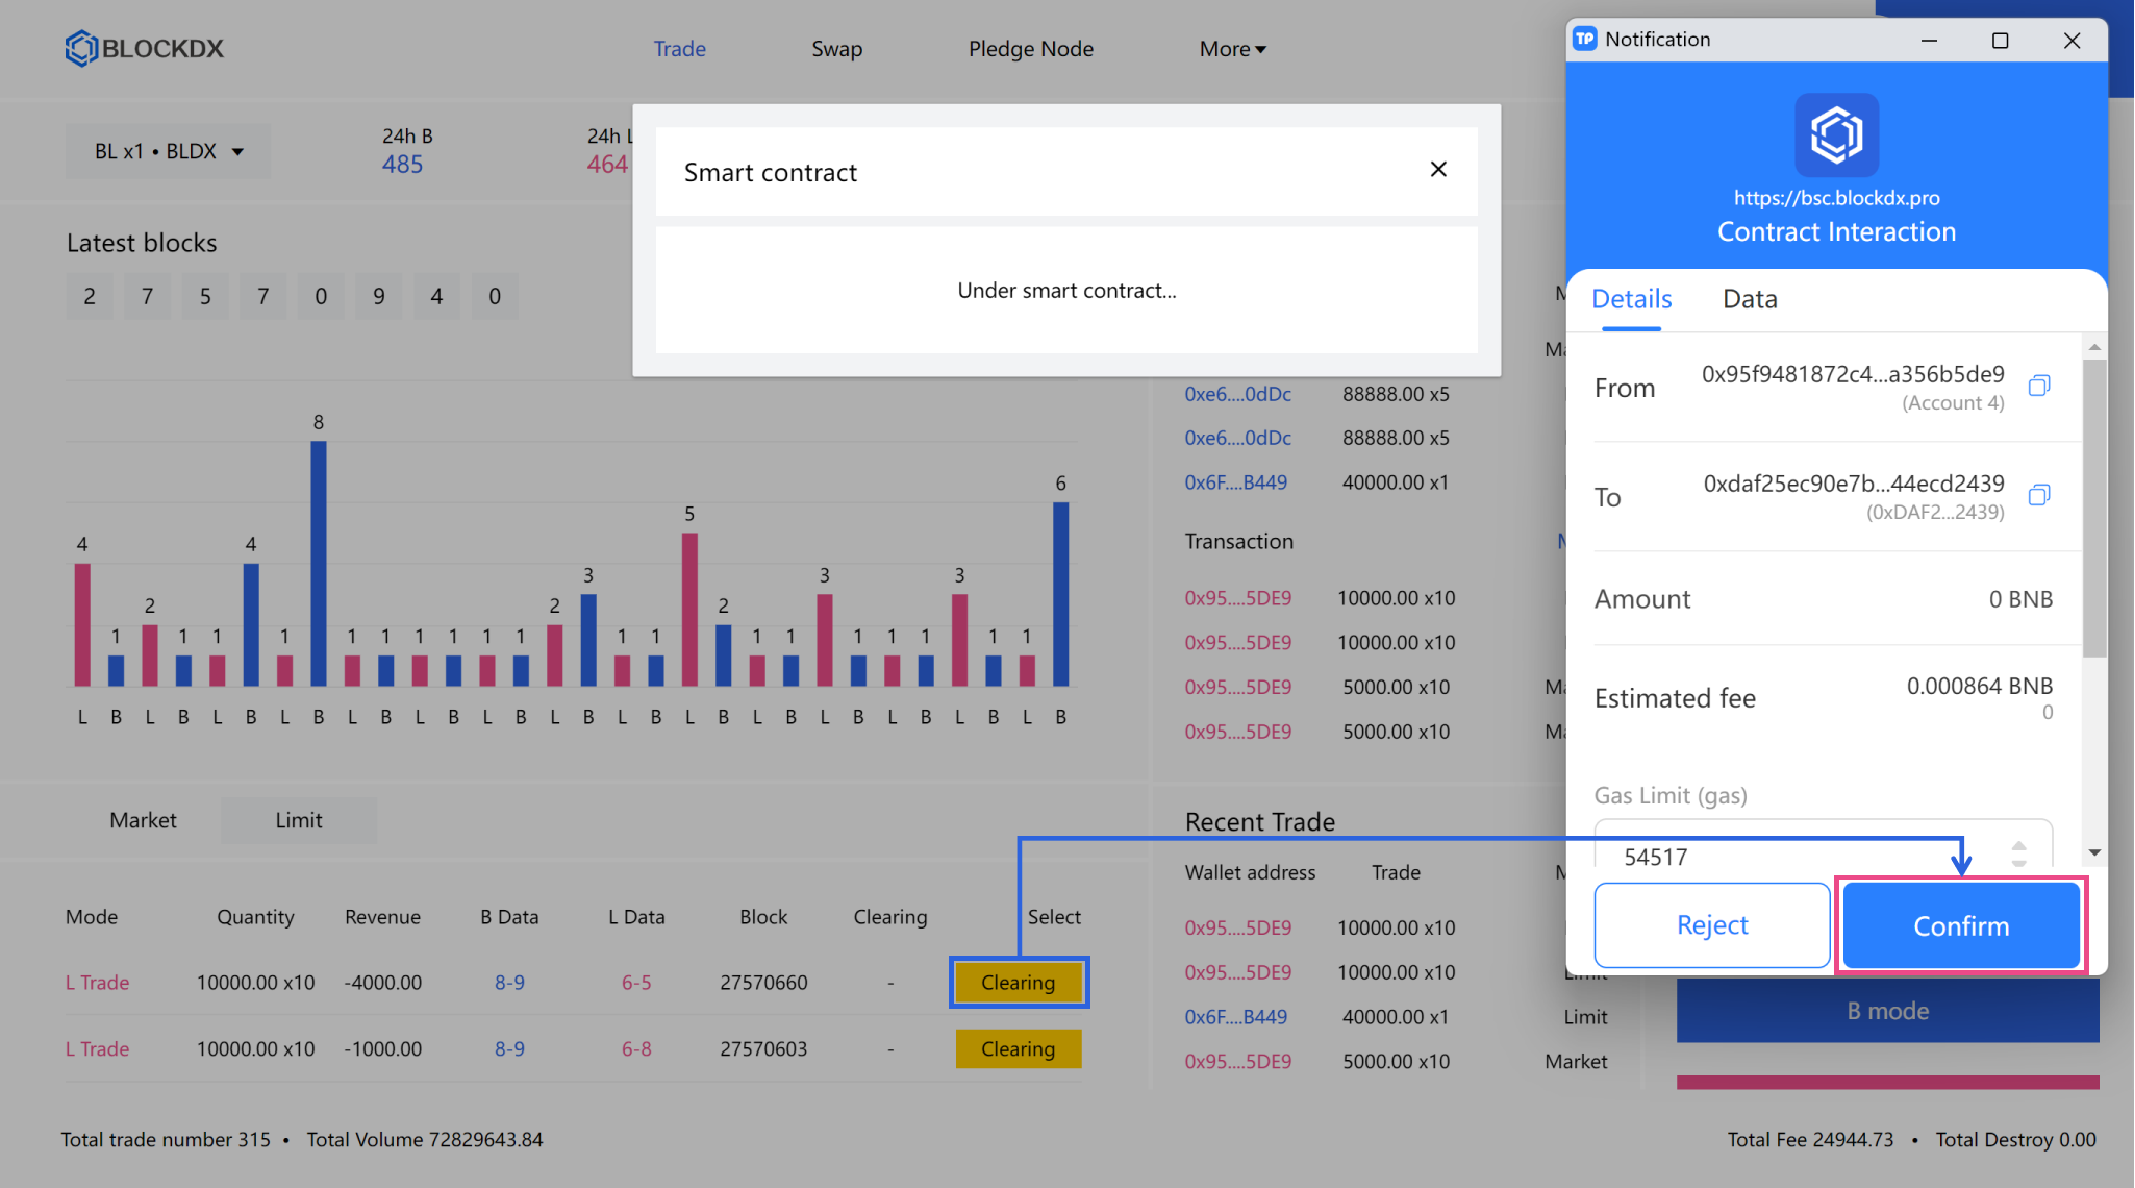 BLOCKDX
Trade Swap Pledge Node More
BL x1 • BLDX
24h B
485
24h L
464
Latest blocks
2 7 5 7 0 9 4 0
4 1 2 1 1 4 1 8 1 1 1 1 1 1 2 3 1 1 5 2 1 1 3 1 1 1 3 1 1 6
L B L B L B L B L B L B L B L B L B L B L B L B L B L B L B
Smart contract
Under smart contract...
0xe6....0dDc 88888.00 x5
0xe6....0dDc 88888.00 x5
0x6F....B449 40000.00 x1
Transaction
0x95....5DE9 10000.00 x10
0x95....5DE9 10000.00 x10
0x95....5DE9 5000.00 x10
0x95....5DE9 5000.00 x10
Market Limit
Mode Quantity Revenue B Data L Data Block Clearing Select
L Trade 10000.00 x10 -4000.00 8-9 6-5 27570660 - Clearing
L Trade 10000.00 x10 -1000.00 8-9 6-8 27570603 - Clearing
Recent Trade
Wallet address Trade
0x95....5DE9 10000.00 x10
0x95....5DE9 10000.00 x10
0x6F....B449 40000.00 x1 Limit
0x95....5DE9 5000.00 x10 Market
TP Notification
https://bsc.blockdx.pro
Contract Interaction
Details Data
From 0x95f9481872c4...a356b5de9
(Account 4)
To 0xdaf25ec90e7b...44ecd2439
(0xDAF2...2439)
Amount 0 BNB
Estimated fee 0.000864 BNB
0
Gas Limit (gas)
54517
Reject Confirm
B mode
Total trade number 315 • Total Volume 72829643.84
Total Fee 24944.73 • Total Destroy 0.00